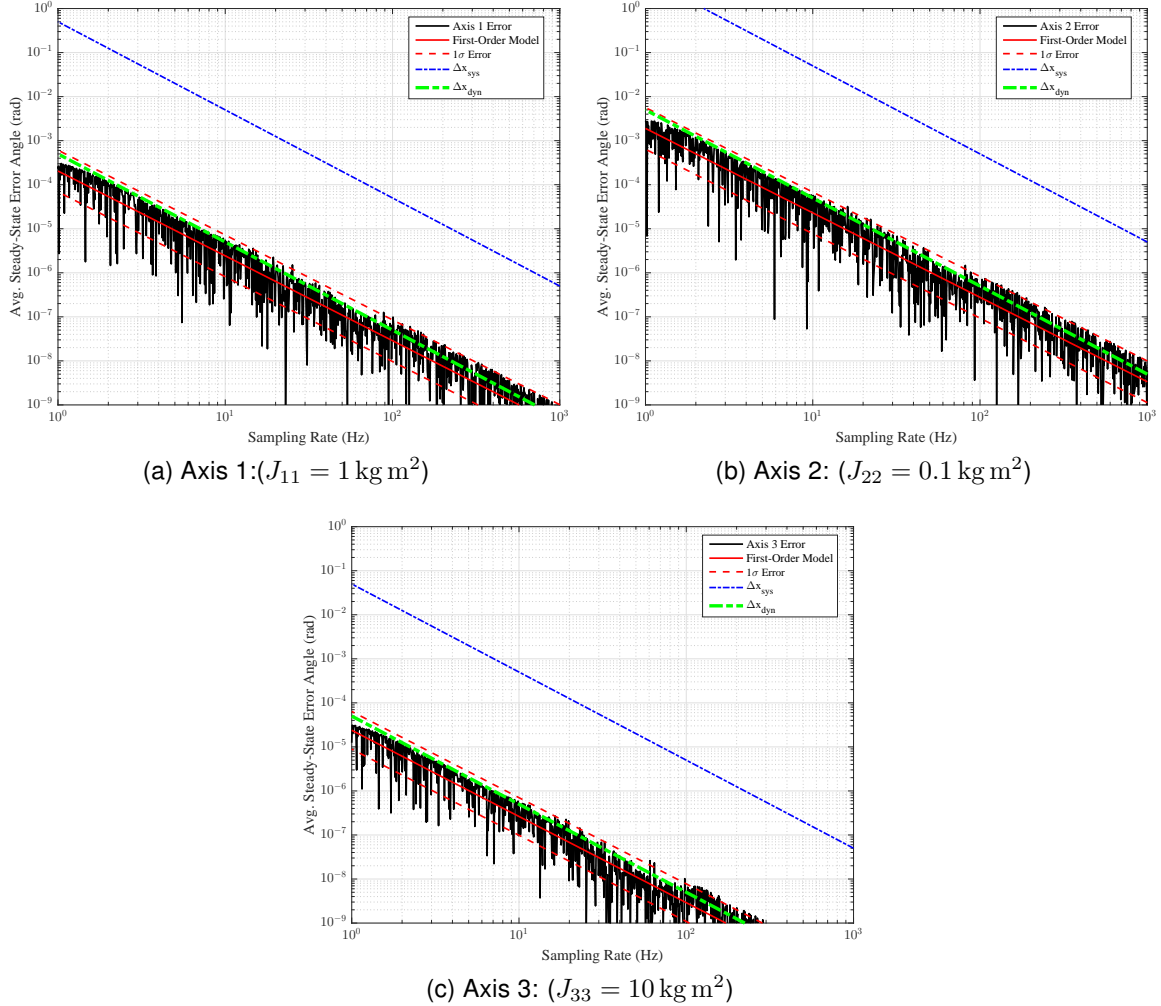 10^0
10^-1
10^-2
10^-3
10^-4
10^-5
10^-6
10^-7
10^-8
10^-9
Avg. Steady-State Error Angle (rad)
Axis 1 Error
First-Order Model
1σ Error
Δx_sys
Δx_dyn
10^0 10^1 10^2 10^3
Sampling Rate (Hz)
(a) Axis 1:(J_11 = 1 kg m^2)
10^0
10^-1
10^-2
10^-3
10^-4
10^-5
10^-6
10^-7
10^-8
10^-9
Avg. Steady-State Error Angle (rad)
Axis 2 Error
First-Order Model
1σ Error
Δx_sys
Δx_dyn
10^0 10^1 10^2 10^3
Sampling Rate (Hz)
(b) Axis 2: (J_22 = 0.1 kg m^2)
10^0
10^-1
10^-2
10^-3
10^-4
10^-5
10^-6
10^-7
10^-8
10^-9
Avg. Steady-State Error Angle (rad)
Axis 3 Error
First-Order Model
1σ Error
Δx_sys
Δx_dyn
10^0 10^1 10^2 10^3
Sampling Rate (Hz)
(c) Axis 3: (J_33 = 10 kg m^2)